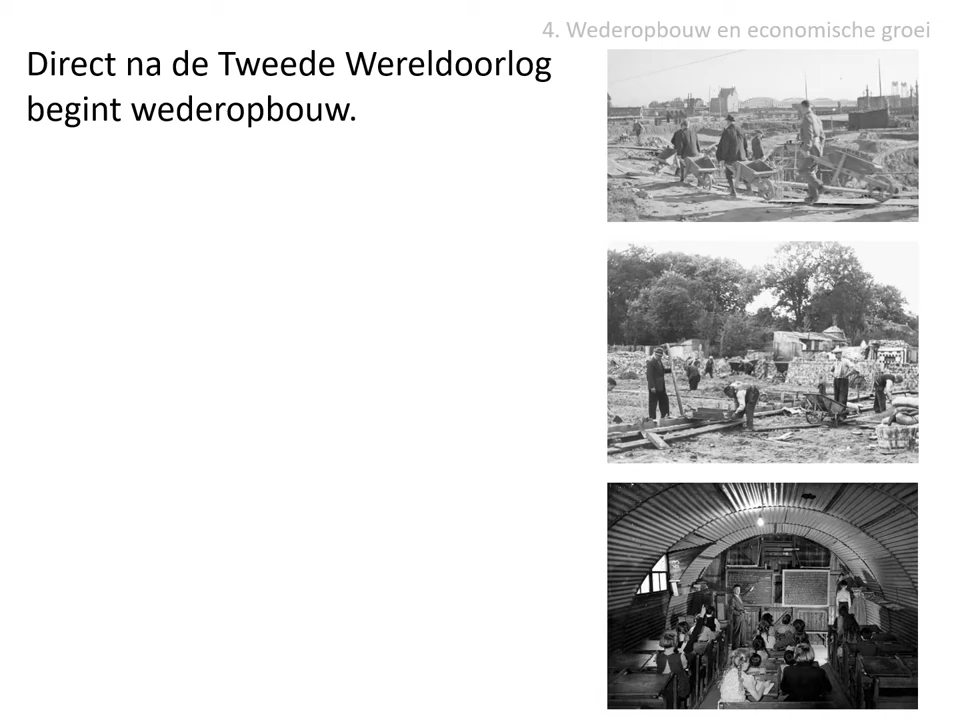 4. Wederopbouw en economische groei
Direct na de Tweede Wereldoorlog
begint wederopbouw.